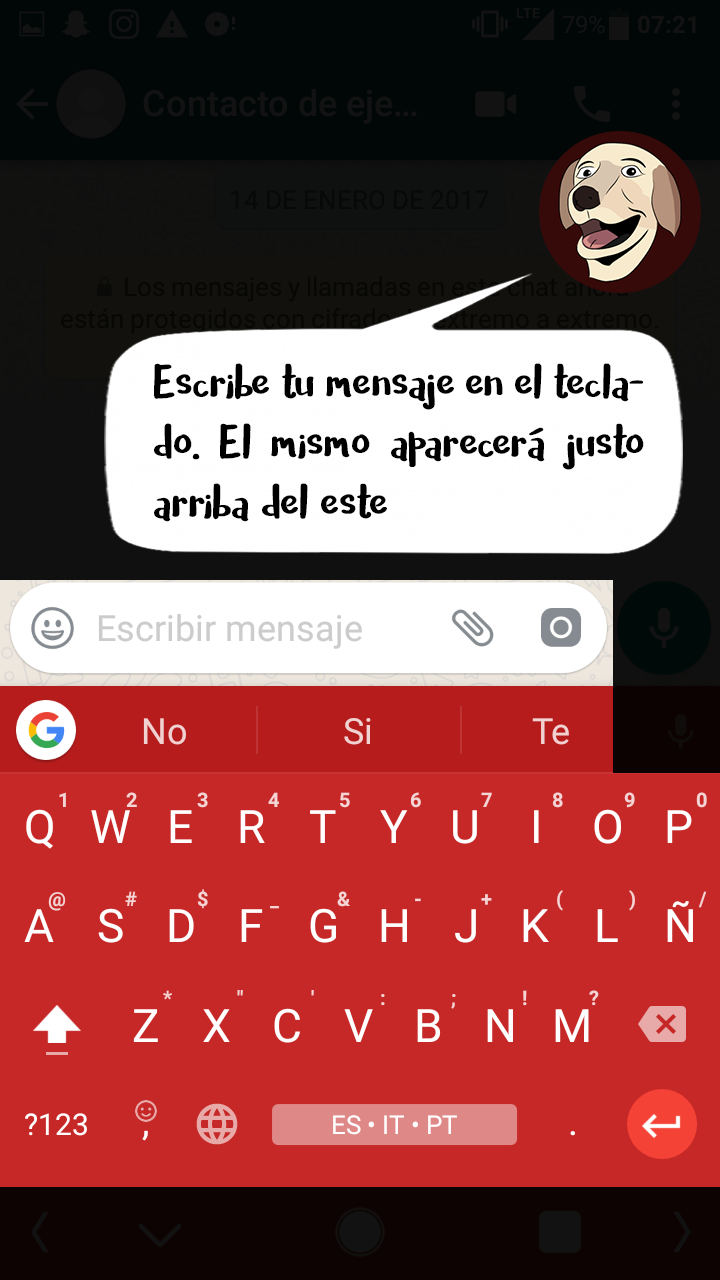 LTE 79% 07:21
Contacto de eje...
14 DE ENERO DE 2017
Los mensajes y llamadas en este chat ahora
están protegidos con cifrado extremo a extremo.
Escribe tu mensaje en el tecla-
do. El mismo aparecerá justo
arriba del este
Escribir mensaje
G No Si Te
1 2 3 4 5 6 7 8 9 0
Q W E R T Y U I O P
@ # $ _ & - + ( ) /
A S D F G H J K L Ñ
* " ' : ; ! ?
Z X C V B N M
?123 , ES • IT • PT .